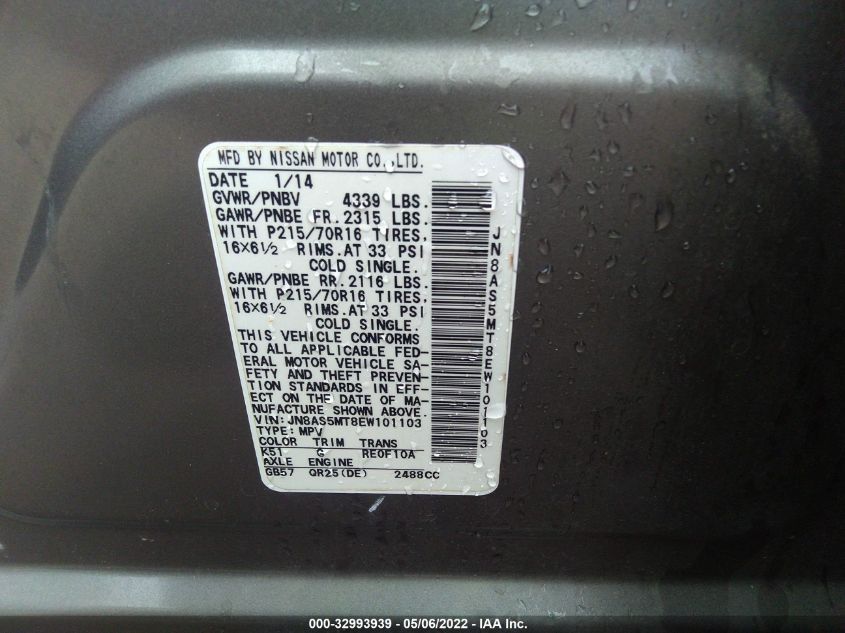 MFD BY NISSAN MOTOR CO.,LTD.
DATE 1/14
GVWR/PNBV 4339 LBS.
GAWR/PNBE FR. 2315 LBS.
WITH P215/70R16 TIRES,
16X6½ RIMS. AT 33 PSI
COLD SINGLE.
GAWR/PNBE RR. 2116 LBS.
WITH P215/70R16 TIRES,
16X6½ RIMS. AT 33 PSI
COLD SINGLE.
THIS VEHICLE CONFORMS
TO ALL APPLICABLE FED-
ERAL MOTOR VEHICLE SA-
FETY AND THEFT PREVEN-
TION STANDARDS IN EFF-
ECT ON THE DATE OF MA-
NUFACTURE SHOWN ABOVE.
VIN: JN8AS5MT8EW101103
TYPE: MPV
COLOR TRIM TRANS
K51 G RE0F10A
AXLE ENGINE
GB57 QR25(DE) 2488CC
JN8AS5MT8EW101103
000-32993939 - 05/06/2022 - IAA Inc.